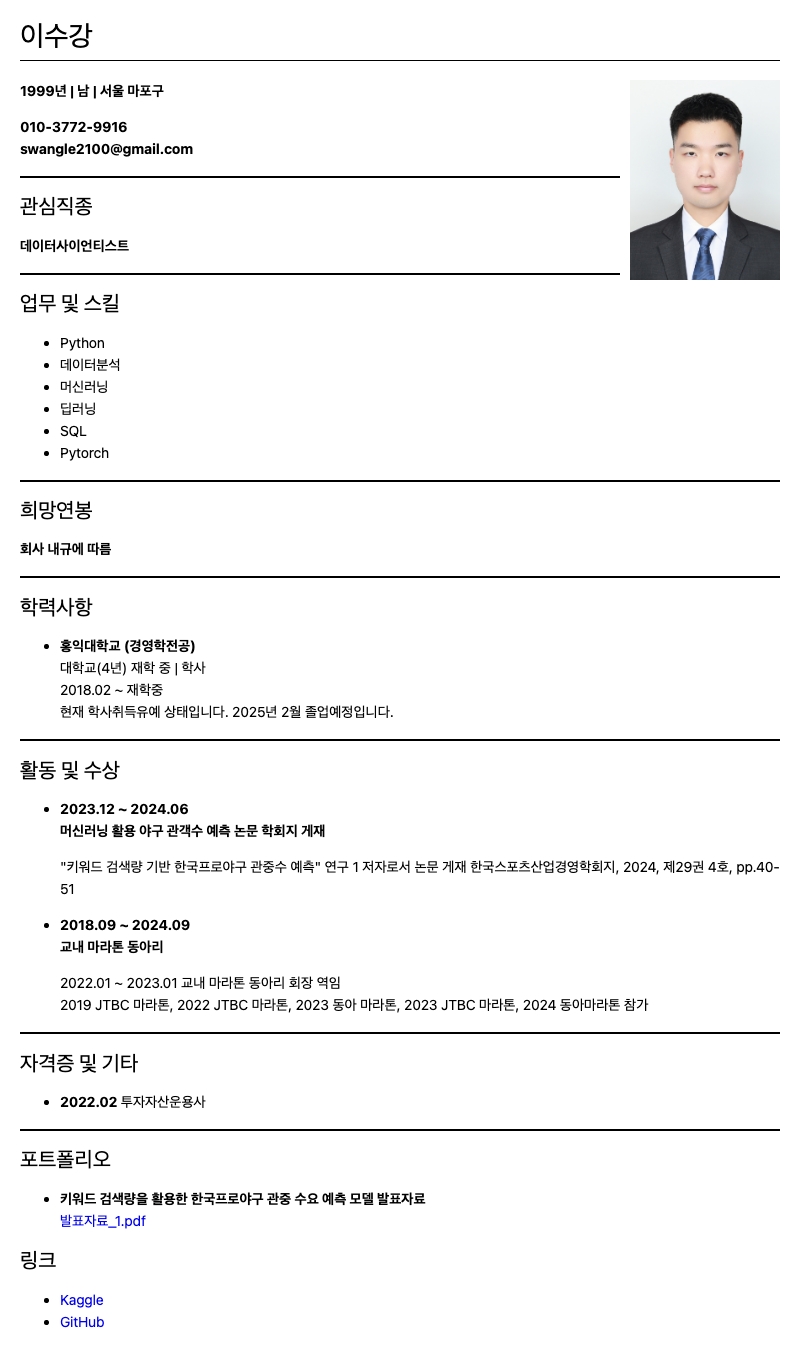 이수강
1999년 | 남 | 서울 마포구
010-3772-9916
swangle2100@gmail.com
관심직종
데이터사이언티스트
업무 및 스킬
Python
데이터분석
머신러닝
딥러닝
SQL
Pytorch
희망연봉
회사 내규에 따름
학력사항
홍익대학교 (경영학전공)
대학교(4년) 재학 중 | 학사
2018.02 ~ 재학중
현재 학사취득유예 상태입니다. 2025년 2월 졸업예정입니다.
활동 및 수상
2023.12 ~ 2024.06
머신러닝 활용 야구 관객수 예측 논문 학회지 게재
"키워드 검색량 기반 한국프로야구 관중수 예측" 연구 1 저자로서 논문 게재 한국스포츠산업경영학회지, 2024, 제29권 4호, pp.40-
51
2018.09 ~ 2024.09
교내 마라톤 동아리
2022.01 ~ 2023.01 교내 마라톤 동아리 회장 역임
2019 JTBC 마라톤, 2022 JTBC 마라톤, 2023 동아 마라톤, 2023 JTBC 마라톤, 2024 동아마라톤 참가
자격증 및 기타
2022.02 투자자산운용사
포트폴리오
키워드 검색량을 활용한 한국프로야구 관중 수요 예측 모델 발표자료
발표자료_1.pdf
링크
Kaggle
GitHub